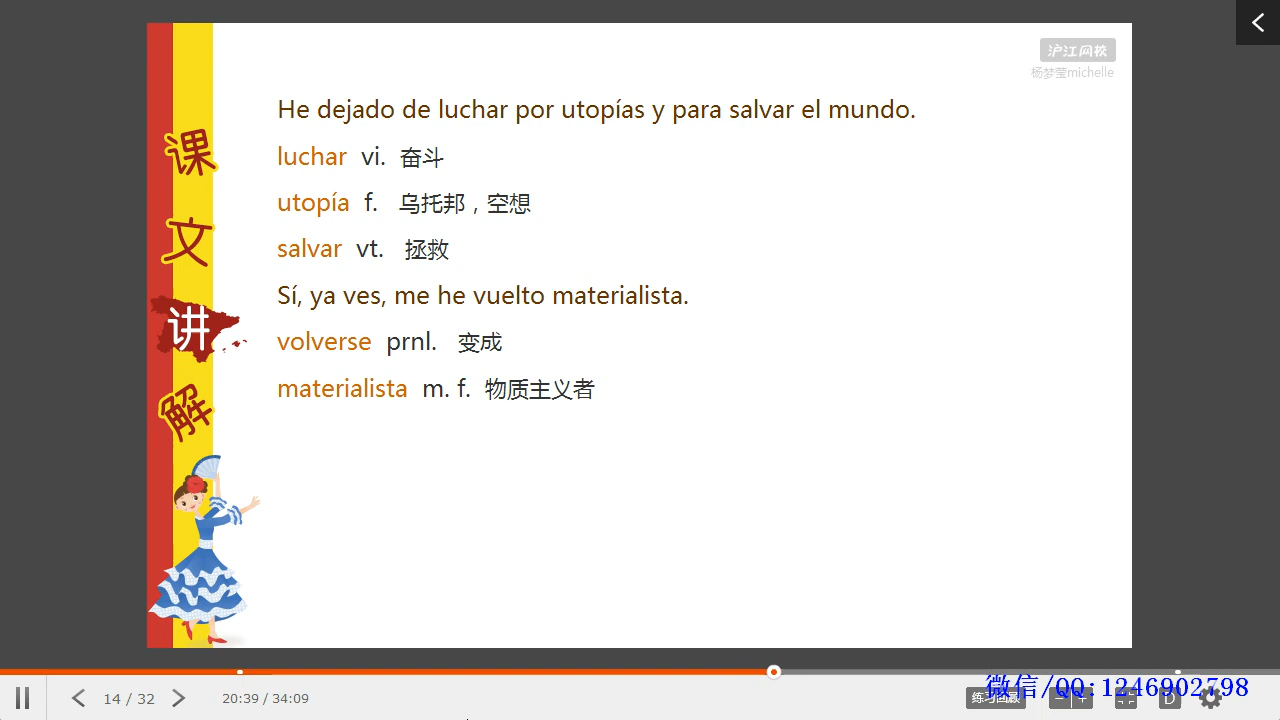 沪江网校
杨梦莹michelle
He dejado de luchar por utopías y para salvar el mundo.
luchar vi. 奋斗
utopía f. 乌托邦，空想
salvar vt. 拯救
Sí, ya ves, me he vuelto materialista.
volverse prnl. 变成
materialista m. f. 物质主义者
课
文
讲
解
14 / 32
20:39 / 34:09
练习回顾
D
微信/QQ:1246902798